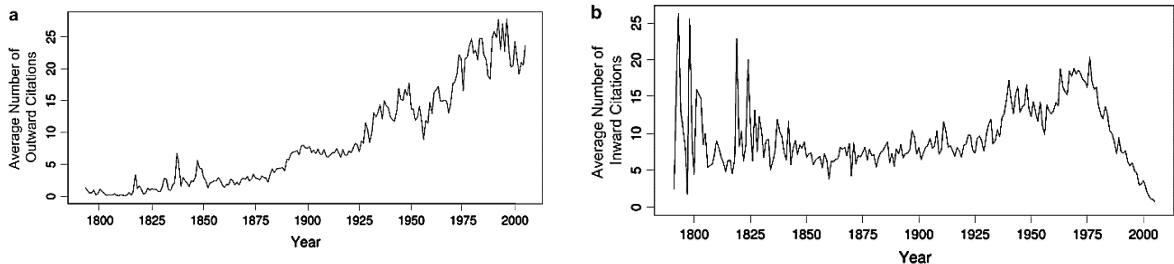 a
Average Number of
Outward Citations
0 5 10 15 20 25
1800 1825 1850 1875 1900 1925 1950 1975 2000
Year
b
Average Number of
Inward Citations
0 5 10 15 20 25
1800 1825 1850 1875 1900 1925 1950 1975 2000
Year